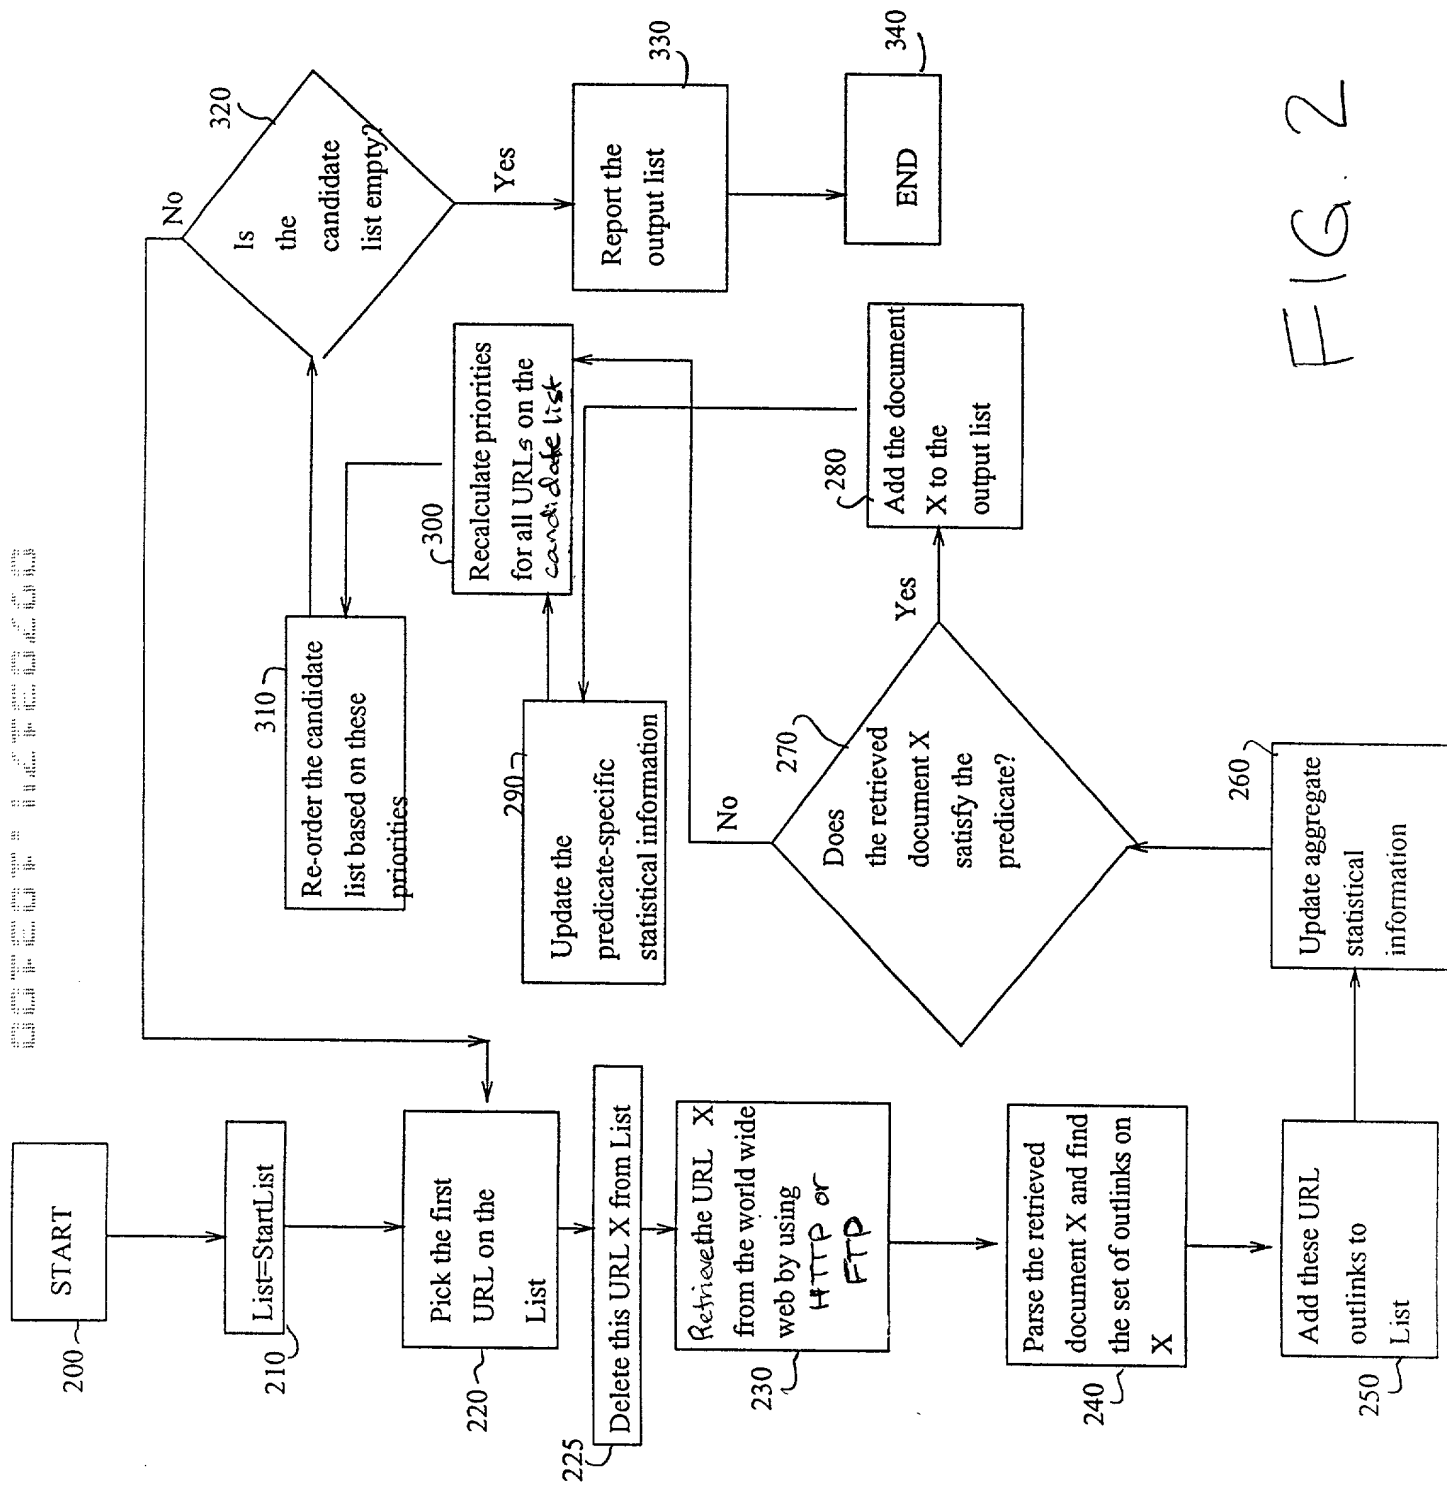 START
200
List=StartList
210
Pick the first
URL on the
List
220
Delete this URL X from List
225
Retrieve the URL X
from the world wide
web by using
HTTP or
FTP
230
Parse the retrieved
document X and find
the set of outlinks on
X
240
Add these URL
outlinks to
List
250
Update aggregate
statistical
information
260
Does
the retrieved
document X
satisfy the
predicate?
270
No
Yes
Add the document
X to the
output list
280
Update the
predicate-specific
statistical information
290
Recalculate priorities
for all URLs on the
candidate list
300
Re-order the candidate
list based on these
priorities
310
Is
the
candidate
list empty?
320
No
Yes
Report the
output list
330
END
340
FIG. 2